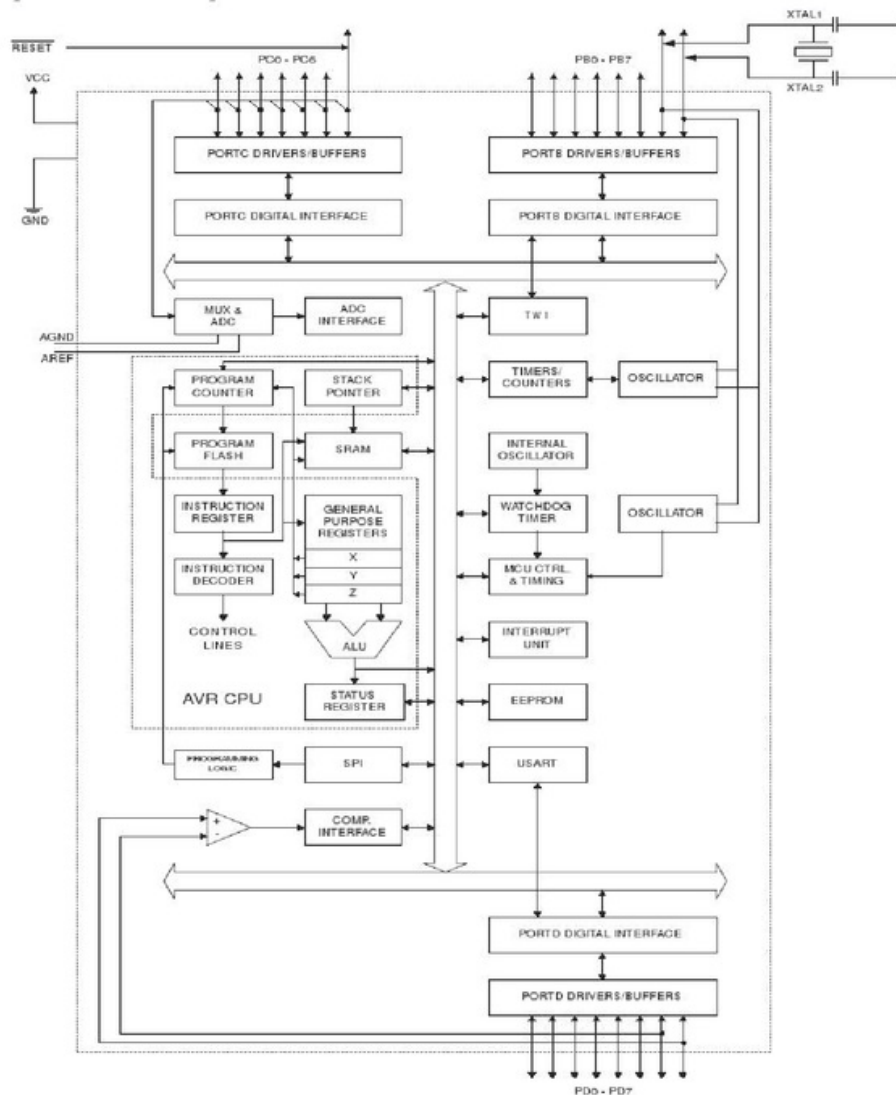 XTAL1
RESET
PC0 - PC6
PB0 - PB7
VCC
XTAL2
PORTC DRIVERS/BUFFERS
PORTB DRIVERS/BUFFERS
PORTC DIGITAL INTERFACE
PORTB DIGITAL INTERFACE
GND
MUX &
ADC
ADC
INTERFACE
TWI
AGND
AREF
PROGRAM
COUNTER
STACK
POINTER
TIMERS/
COUNTERS
OSCILLATOR
PROGRAM
FLASH
SRAM
INTERNAL
OSCILLATOR
INSTRUCTION
REGISTER
GENERAL
PURPOSE
REGISTERS
WATCHDOG
TIMER
OSCILLATOR
X
INSTRUCTION
DECODER
Y
MCU CTRL.
& TIMING
Z
CONTROL
LINES
ALU
INTERRUPT
UNIT
AVR CPU
STATUS
REGISTER
EEPROM
PROGRAMMING
LOGIC
SPI
USART
+
-
COMP.
INTERFACE
PORTD DIGITAL INTERFACE
PORTD DRIVERS/BUFFERS
PD0 - PD7